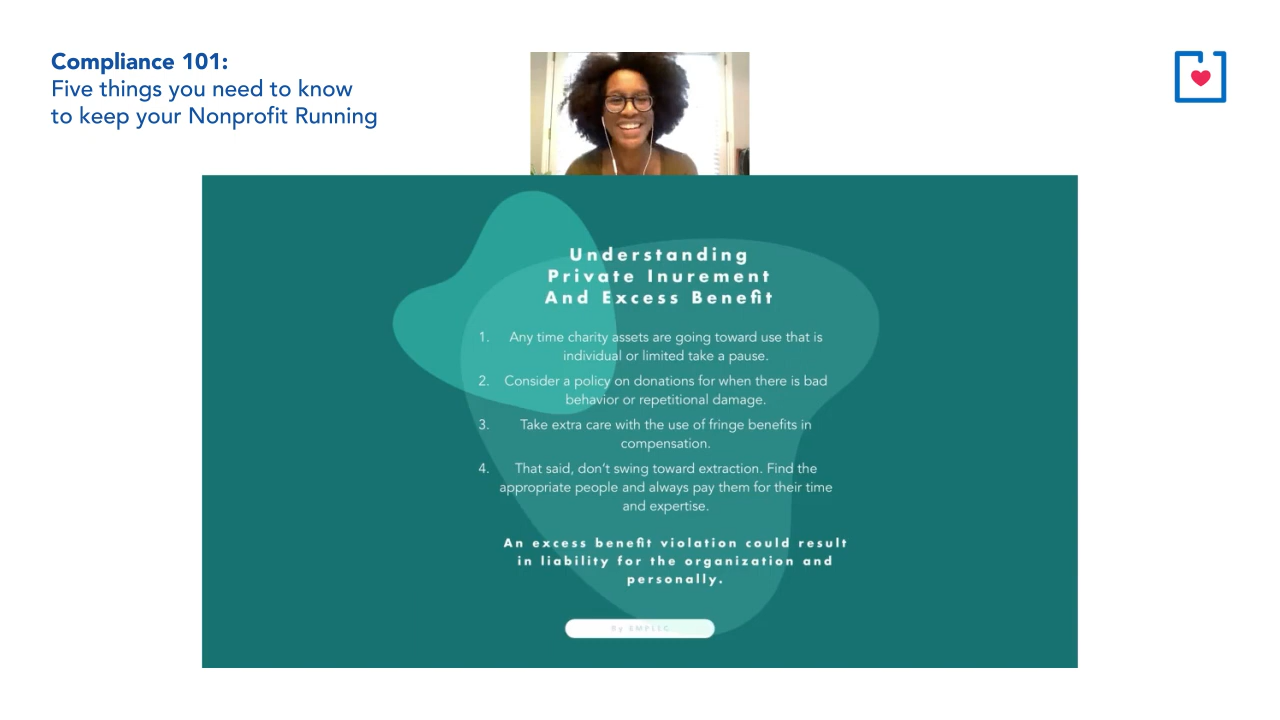 Compliance 101:
Five things you need to know
to keep your Nonprofit Running
Understanding
Private Inurement
And Excess Benefit
1. Any time charity assets are going toward use that is
individual or limited take a pause.
2. Consider a policy on donations for when there is bad
behavior or repetitional damage.
3. Take extra care with the use of fringe benefits in
compensation.
4. That said, don't swing toward extraction. Find the
appropriate people and always pay them for their time
and expertise.
An excess benefit violation could result
in liability for the organization and
personally.
By